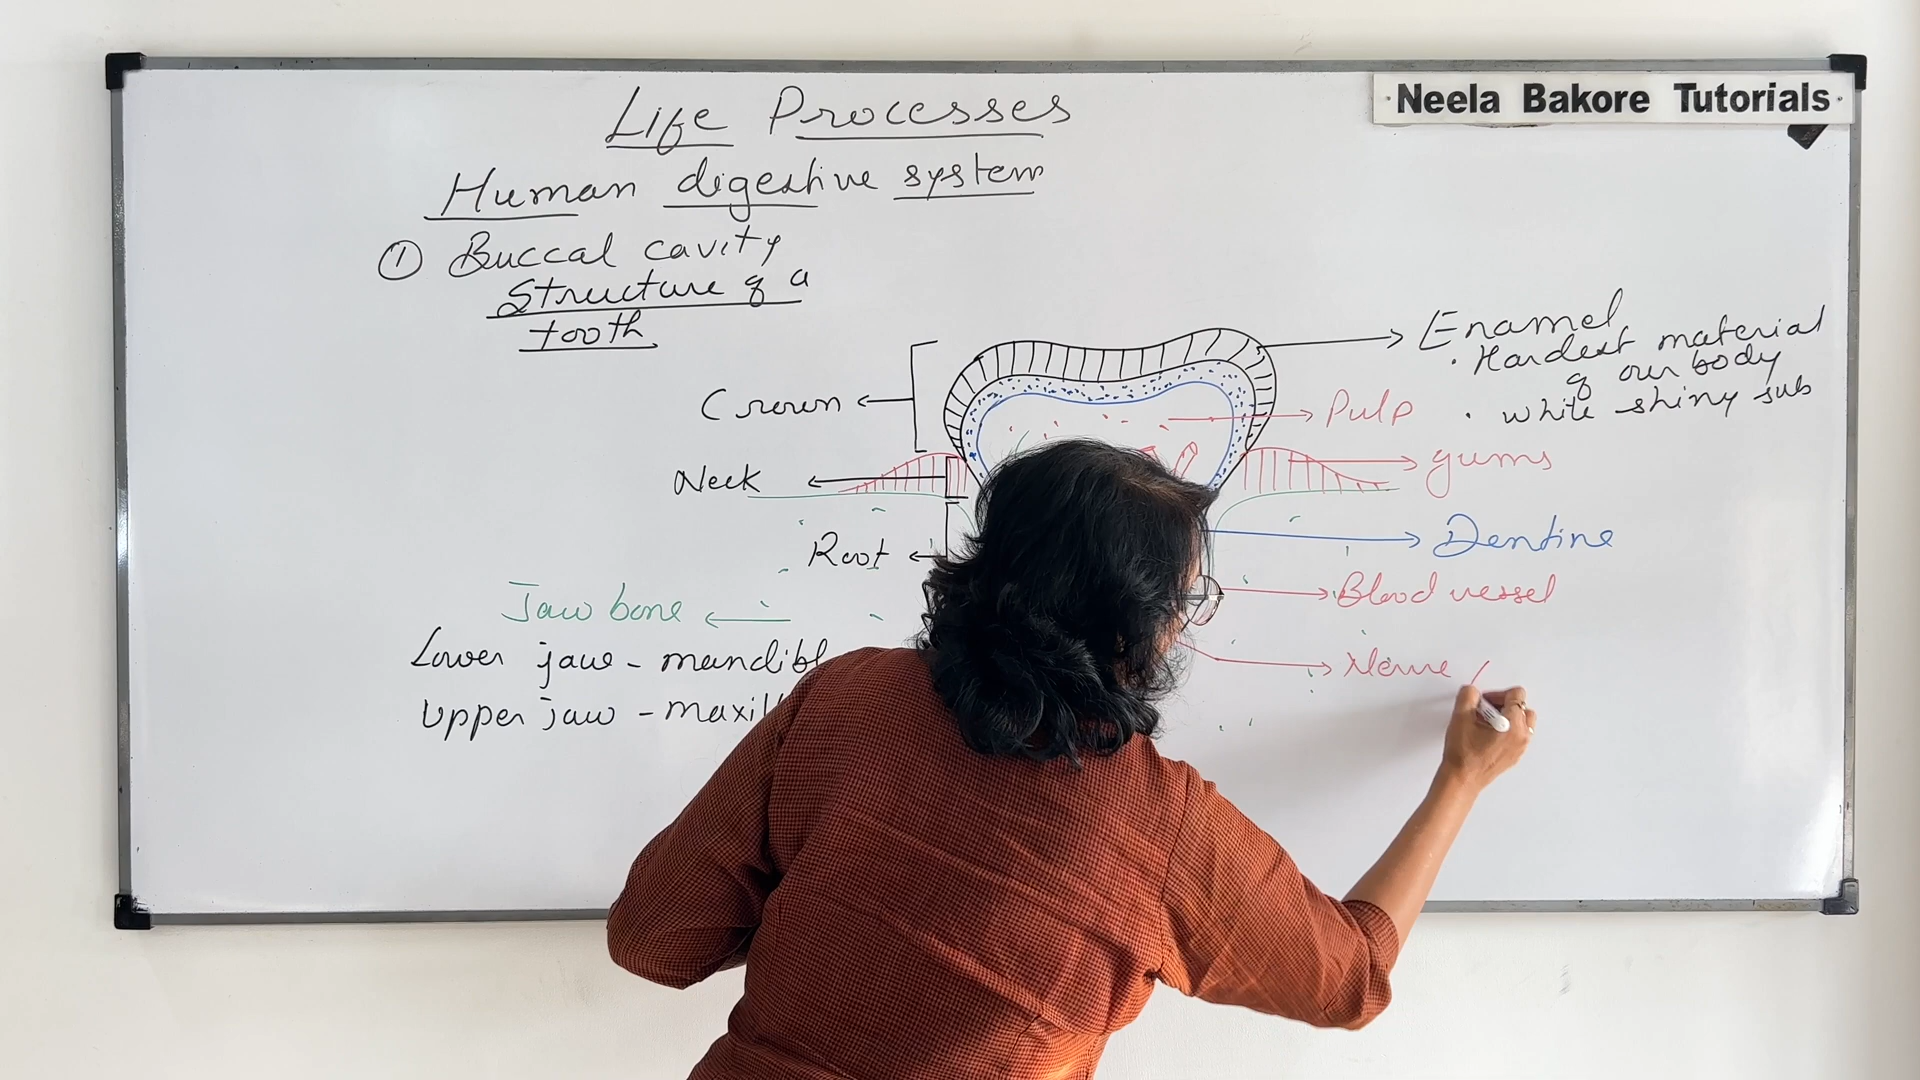 Neela Bakore Tutorials
Life Processes
Human digestive system
① Buccal cavity
Structure of a
tooth
Enamel
· Hardest material
of our body
· white shiny sub
Crown
Pulp
gums
Neck
Dentine
Root
Blood vessel
Jaw bone
Lower jaw - mandibl
Nerve (
Upper jaw - maxill